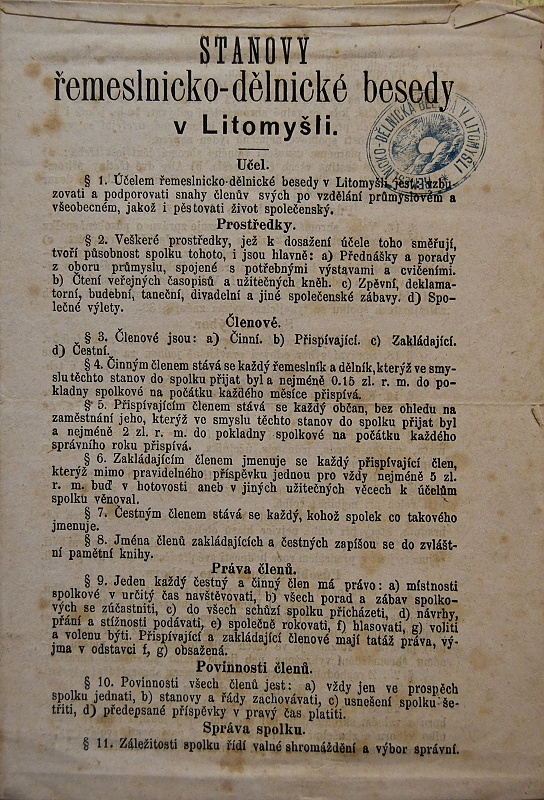 STANOVY
řemeslnicko-dělnické besedy
v Litomyšli.
Účel.
§ 1. Účelem řemeslnicko-dělnické besedy v Litomyšli jest, vzbu-
zovati a podporovati snahy členův svých po vzdělání průmyslovém a
všeobecném, jakož i pěstovati život společenský.
Prostředky.
§ 2. Veškeré prostředky, jež k dosažení účele toho směřují,
tvoří působnost spolku tohoto, i jsou hlavně: a) Přednášky a porady
z oboru průmyslu, spojené s potřebnými výstavami a cvičeními.
b) Čtení veřejných časopisů a užitečných kněh. c) Zpěvní, deklama-
torní, budební, taneční, divadelní a jiné společenské zábavy. d) Spo-
lečné výlety.
Členové.
§ 3. Členové jsou: a) Činní. b) Přispívající. c) Zakládající.
d) Čestní.
§ 4. Činným členem stává se každý řemeslník a dělník, kterýž ve smy-
slu těchto stanov do spolku přijat byl a nejméně 0.15 zl. r. m. do po-
kladny spolkové na počátku každého měsíce přispívá.
§ 5. Přispívajícím členem stává se každý občan, bez ohledu na
zaměstnání jeho, kterýž ve smyslu těchto stanov do spolku přijat byl
a nejméně 2 zl. r. m. do pokladny spolkové na počátku každého
správního roku přispívá.
§ 6. Zakládajícím členem jmenuje se každý přispívající člen,
kterýž mimo pravidelného příspěvku jednou pro vždy nejméně 5 zl.
r. m. buď v hotovosti aneb v jiných užitečných věcech k účelům
spolku věnoval.
§ 7. Čestným členem stává se každý, kohož spolek co takového
jmenuje.
§ 8. Jména členů zakládajících a čestných zapíšou se do zvlášt-
ní pamětní knihy.
Práva členů.
§ 9. Jeden každý čestný a činný člen má právo: a) místnosti
spolkové v určitý čas navštěvovati, b) všech porad a zábav spolko-
vých se zúčastniti, c) do všech schůzí spolku přicházeti, d) návrhy,
přání a stížnosti podávati, e) společně rokovati, f) hlasovati, g) voliti
a volenu býti. Přispívající a zakládající členové mají tatáž práva, vý-
jma v odstavci f, g) obsažená.
Povinnosti členů.
§ 10. Povinnosti všech členů jest: a) vždy jen ve prospěch
spolku jednati, b) stanovy a řády zachovávati, c) usnešení spolku še-
třiti, d) předepsané příspěvky v pravý čas platiti.
Správa spolku.
§ 11. Záležitosti spolku řídí valné shromáždění a výbor správní.